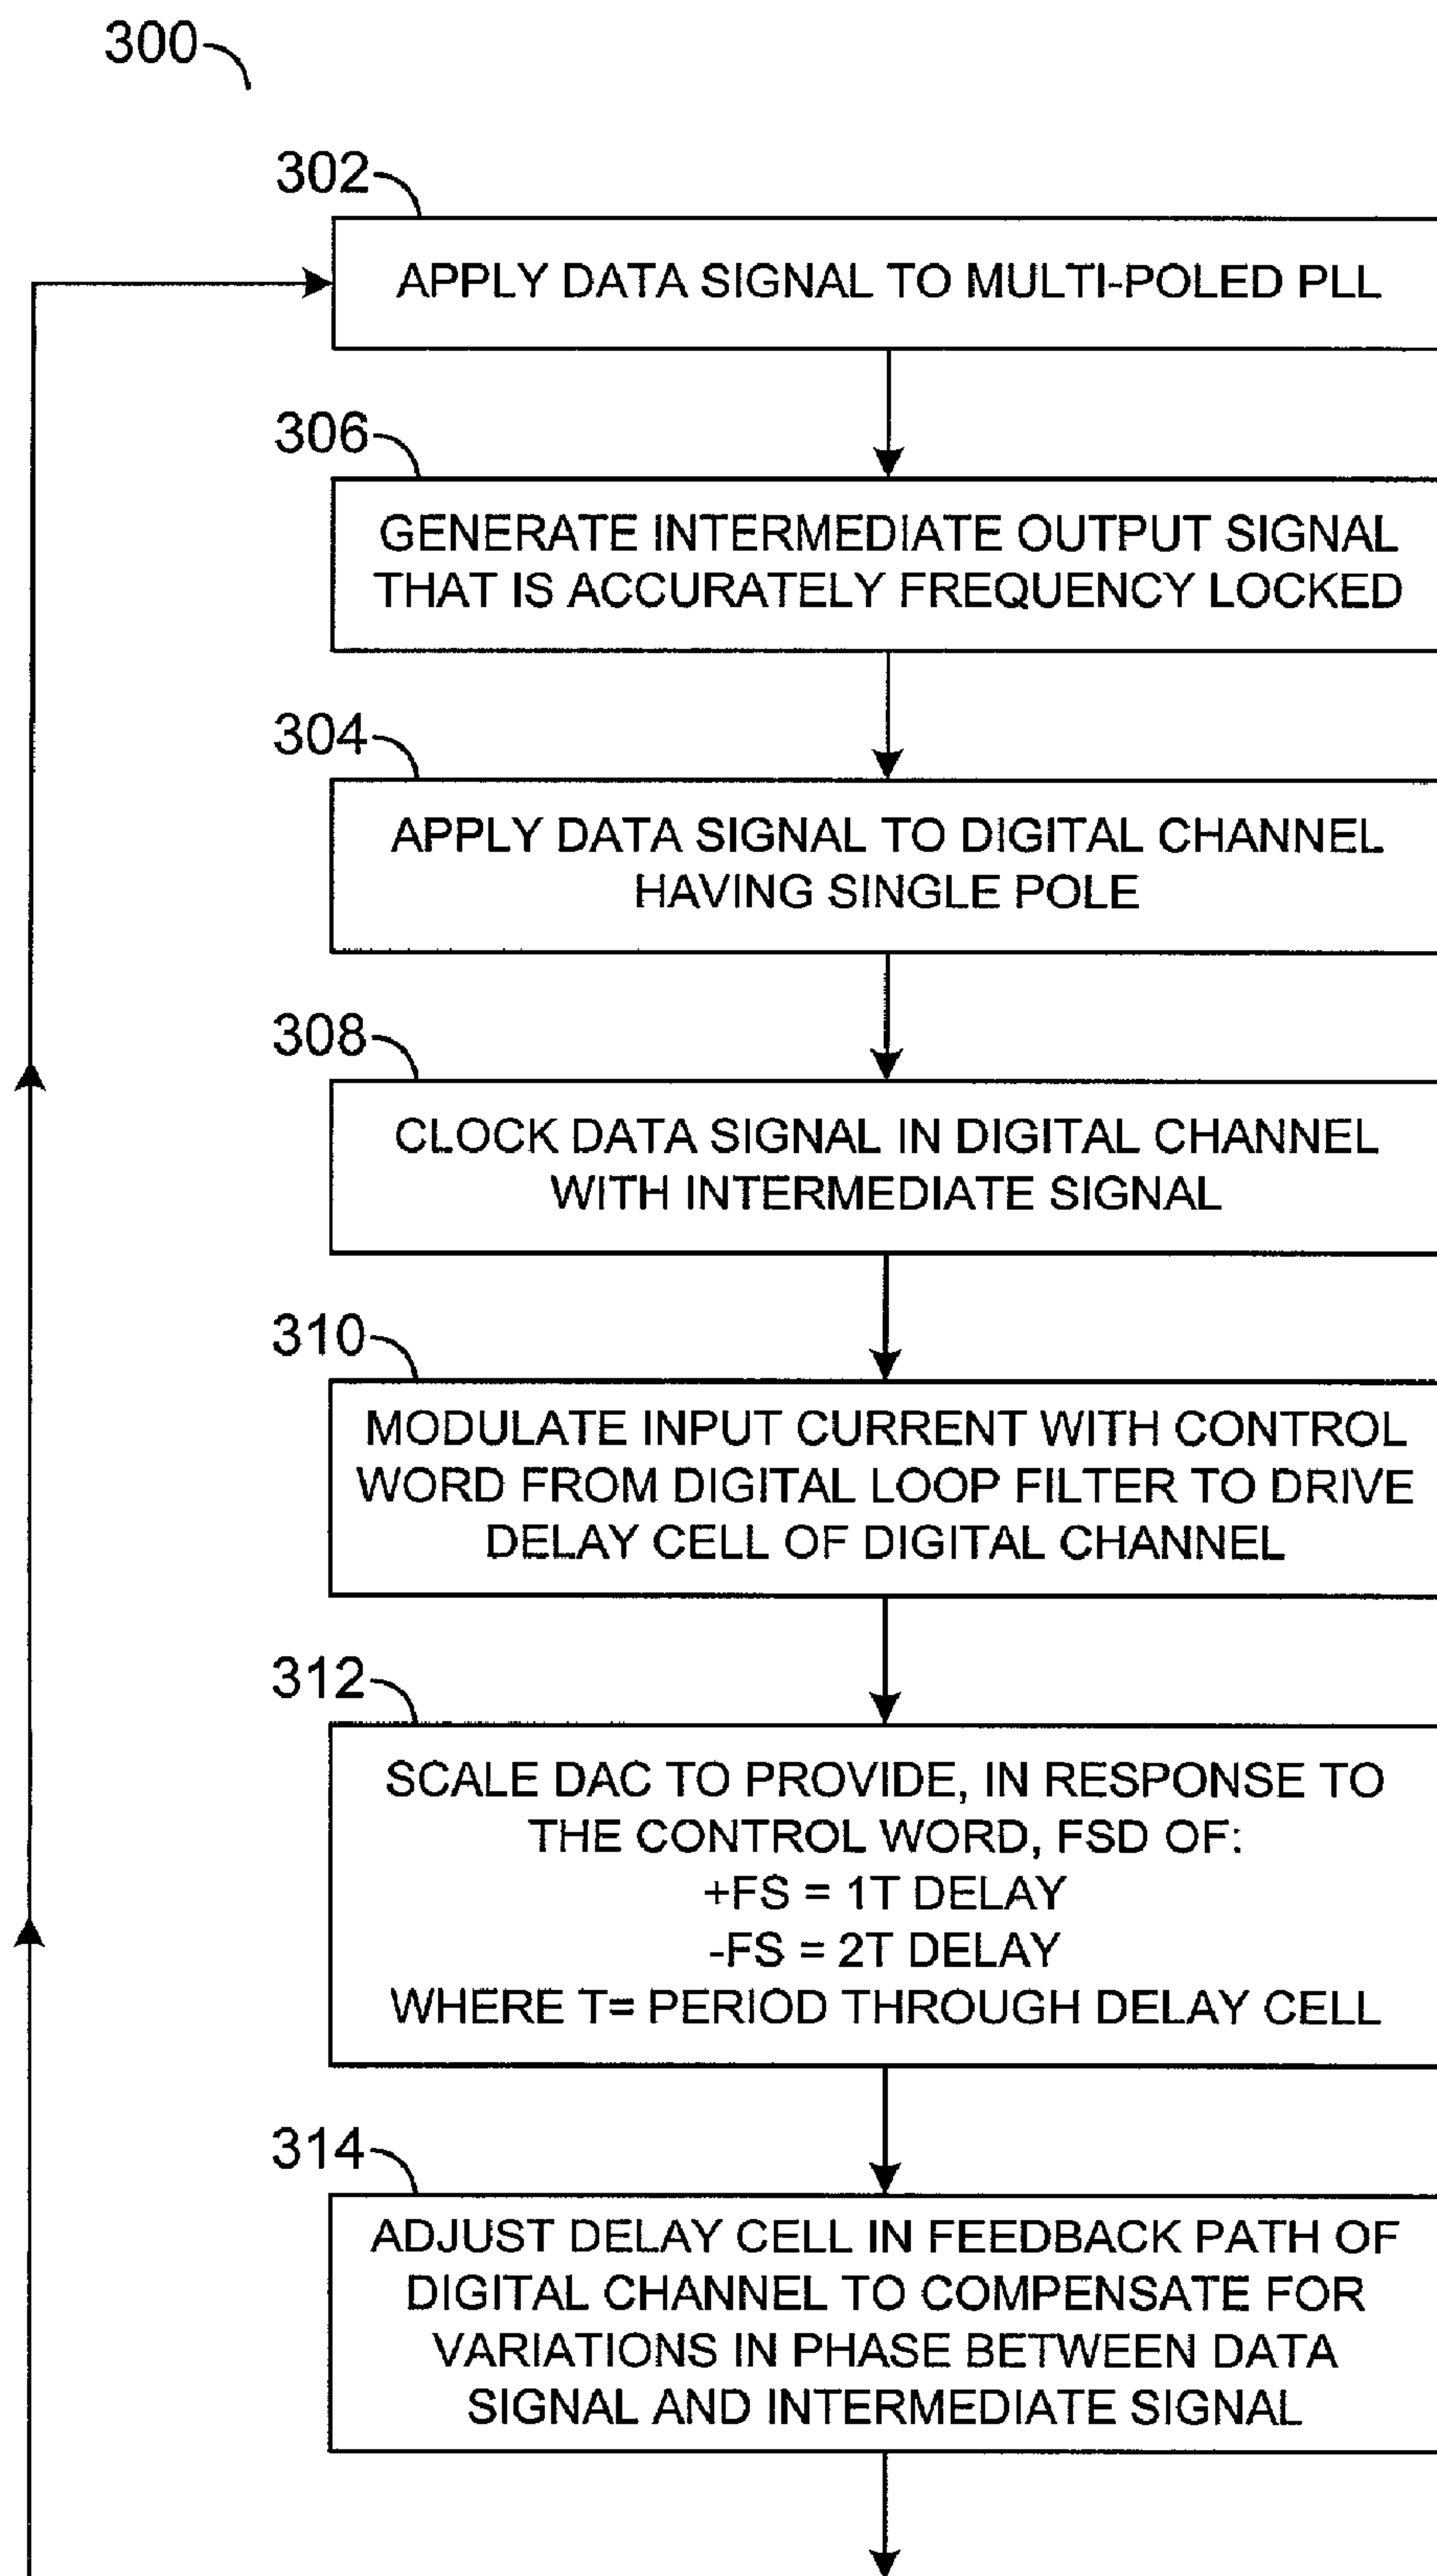 300
302
APPLY DATA SIGNAL TO MULTI-POLED PLL
306
GENERATE INTERMEDIATE OUTPUT SIGNAL
THAT IS ACCURATELY FREQUENCY LOCKED
304
APPLY DATA SIGNAL TO DIGITAL CHANNEL
HAVING SINGLE POLE
308
CLOCK DATA SIGNAL IN DIGITAL CHANNEL
WITH INTERMEDIATE SIGNAL
310
MODULATE INPUT CURRENT WITH CONTROL
WORD FROM DIGITAL LOOP FILTER TO DRIVE
DELAY CELL OF DIGITAL CHANNEL
312
SCALE DAC TO PROVIDE, IN RESPONSE TO
THE CONTROL WORD, FSD OF:
+FS = 1T DELAY
-FS = 2T DELAY
WHERE T= PERIOD THROUGH DELAY CELL
314
ADJUST DELAY CELL IN FEEDBACK PATH OF
DIGITAL CHANNEL TO COMPENSATE FOR
VARIATIONS IN PHASE BETWEEN DATA
SIGNAL AND INTERMEDIATE SIGNAL